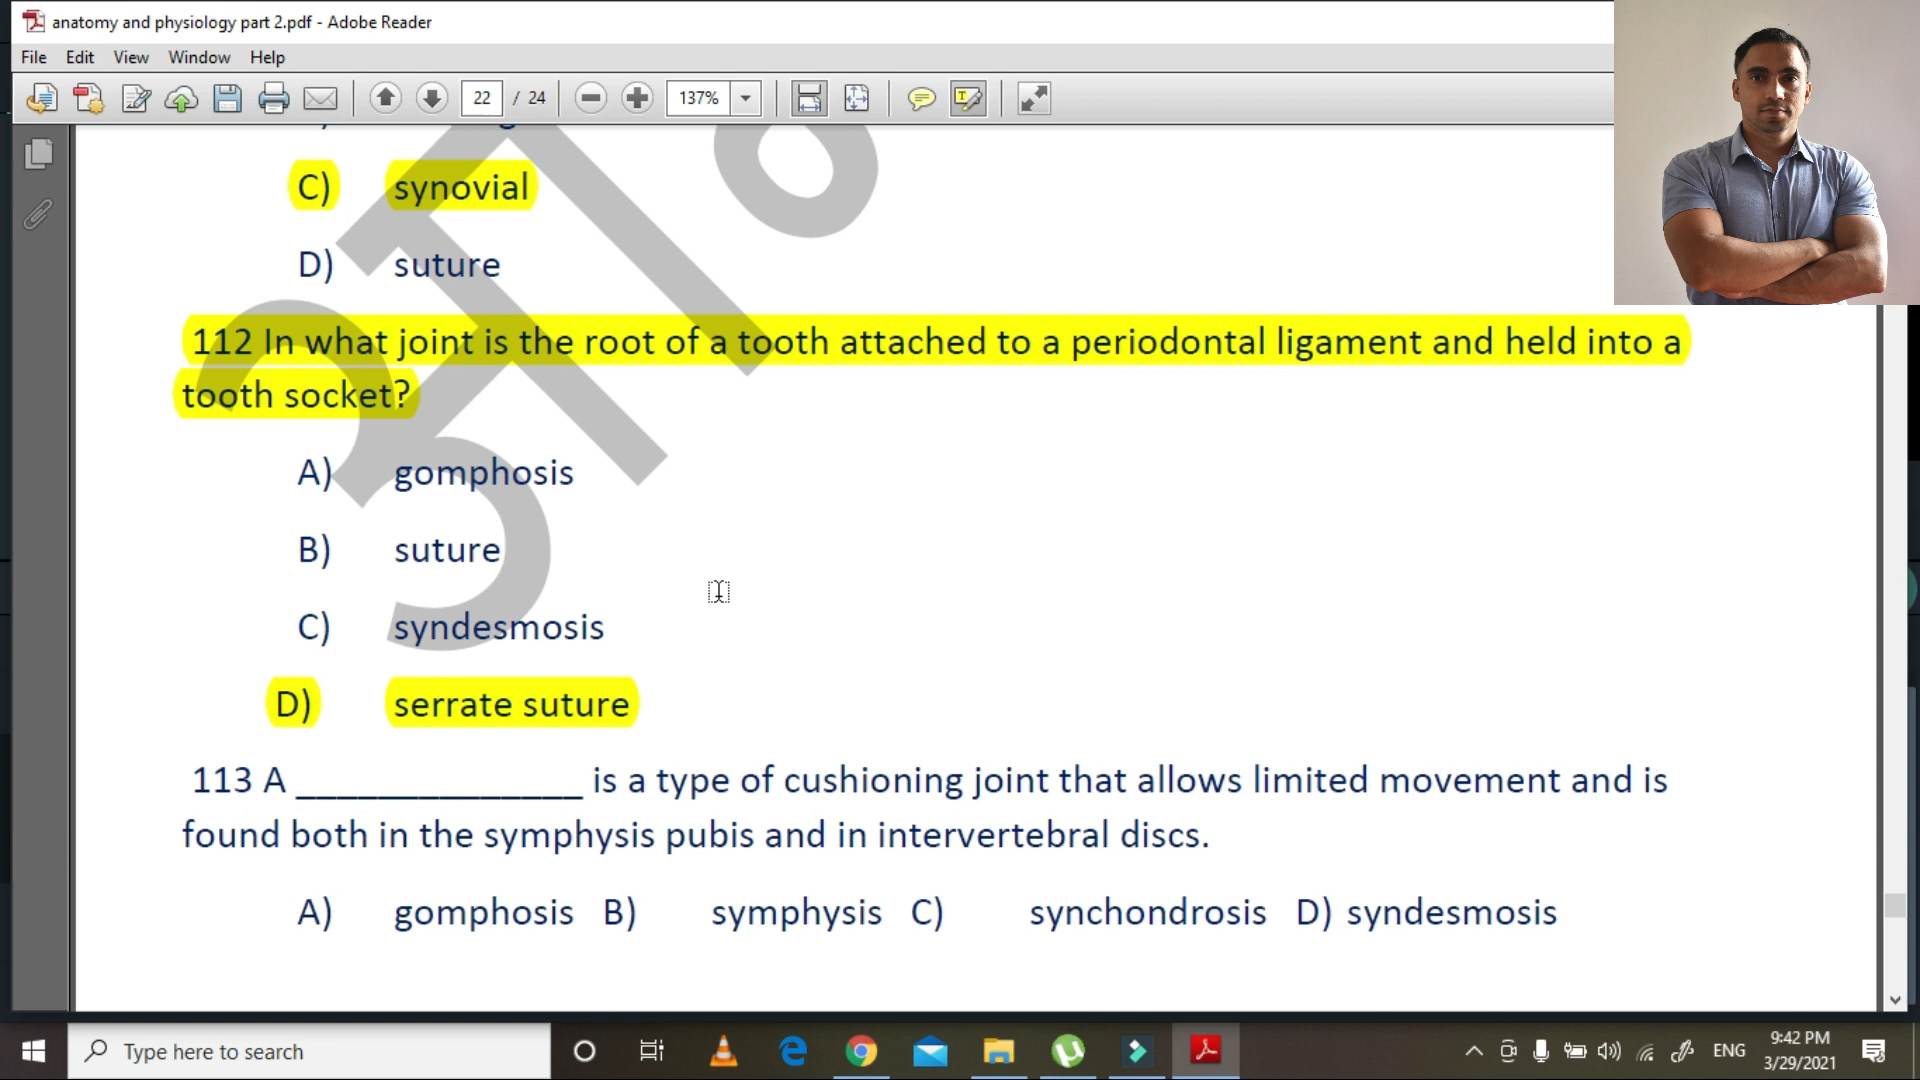 anatomy and physiology part 2.pdf - Adobe Reader
File Edit View Window Help
22 / 24 137%
C) synovial
D) suture
112 In what joint is the root of a tooth attached to a periodontal ligament and held into a
tooth socket?
A) gomphosis
B) suture
C) syndesmosis
D) serrate suture
113 A ______________ is a type of cushioning joint that allows limited movement and is
found both in the symphysis pubis and in intervertebral discs.
A) gomphosis B) symphysis C) synchondrosis D) syndesmosis
Type here to search
ENG
9:42 PM
3/29/2021